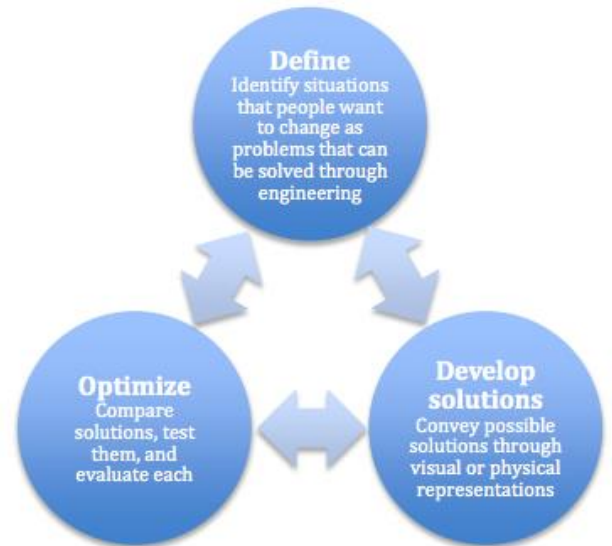 Define
Identify situations
that people want
to change as
problems that can
be solved through
engineering
Optimize
Compare
solutions, test
them, and
evaluate each
Develop
solutions
Convey possible
solutions through
visual or physical
representations